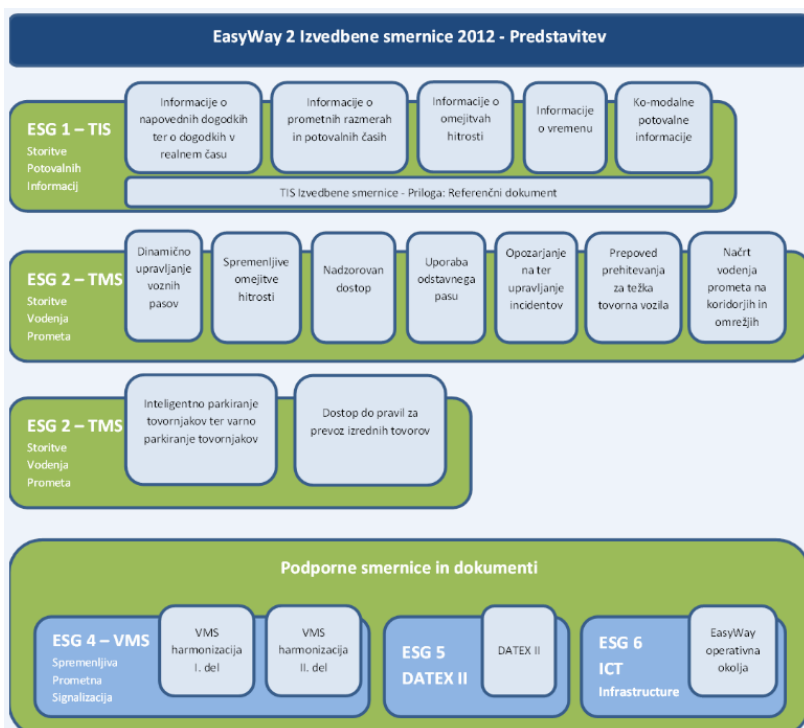 EasyWay 2 Izvedbene smernice 2012 - Predstavitev
ESG 1 – TIS
Storitve
Potovalnih
Informacij
Informacije o
napovednih dogodkih
ter o dogodkih v
realnem času
Informacije o
prometnih razmerah
in potovalnih časih
Informacije o
omejitvah
hitrosti
Informacije
o vremenu
Ko-modalne
potovalne
informacije
TIS Izvedbene smernice - Priloga: Referenčni dokument
ESG 2 – TMS
Storitve
Vodenja
Prometa
Dinamično
upravljanje
voznih
pasov
Spremenljive
omejitve
hitrosti
Nadzorovan
dostop
Uporaba
odstavnega
pasu
Opozarjanje
na ter
upravljanje
incidentov
Prepoved
prehitevanja
za težka
tovorna vozila
Načrt
vodenja
prometa na
koridorjih in
omrežjih
ESG 2 – TMS
Storitve
Vodenja
Prometa
Inteligentno parkiranje
tovornjakov ter varno
parkiranje tovornjakov
Dostop do pravil za
prevoz izrednih tovorov
Podporne smernice in dokumenti
ESG 4 – VMS
Spremenljiva
Prometna
Signalizacija
VMS
harmonizacija
I. del
VMS
harmonizacija
II. del
ESG 5
DATEX II
DATEX II
ESG 6
ICT
Infrastructure
EasyWay
operativna
okolja